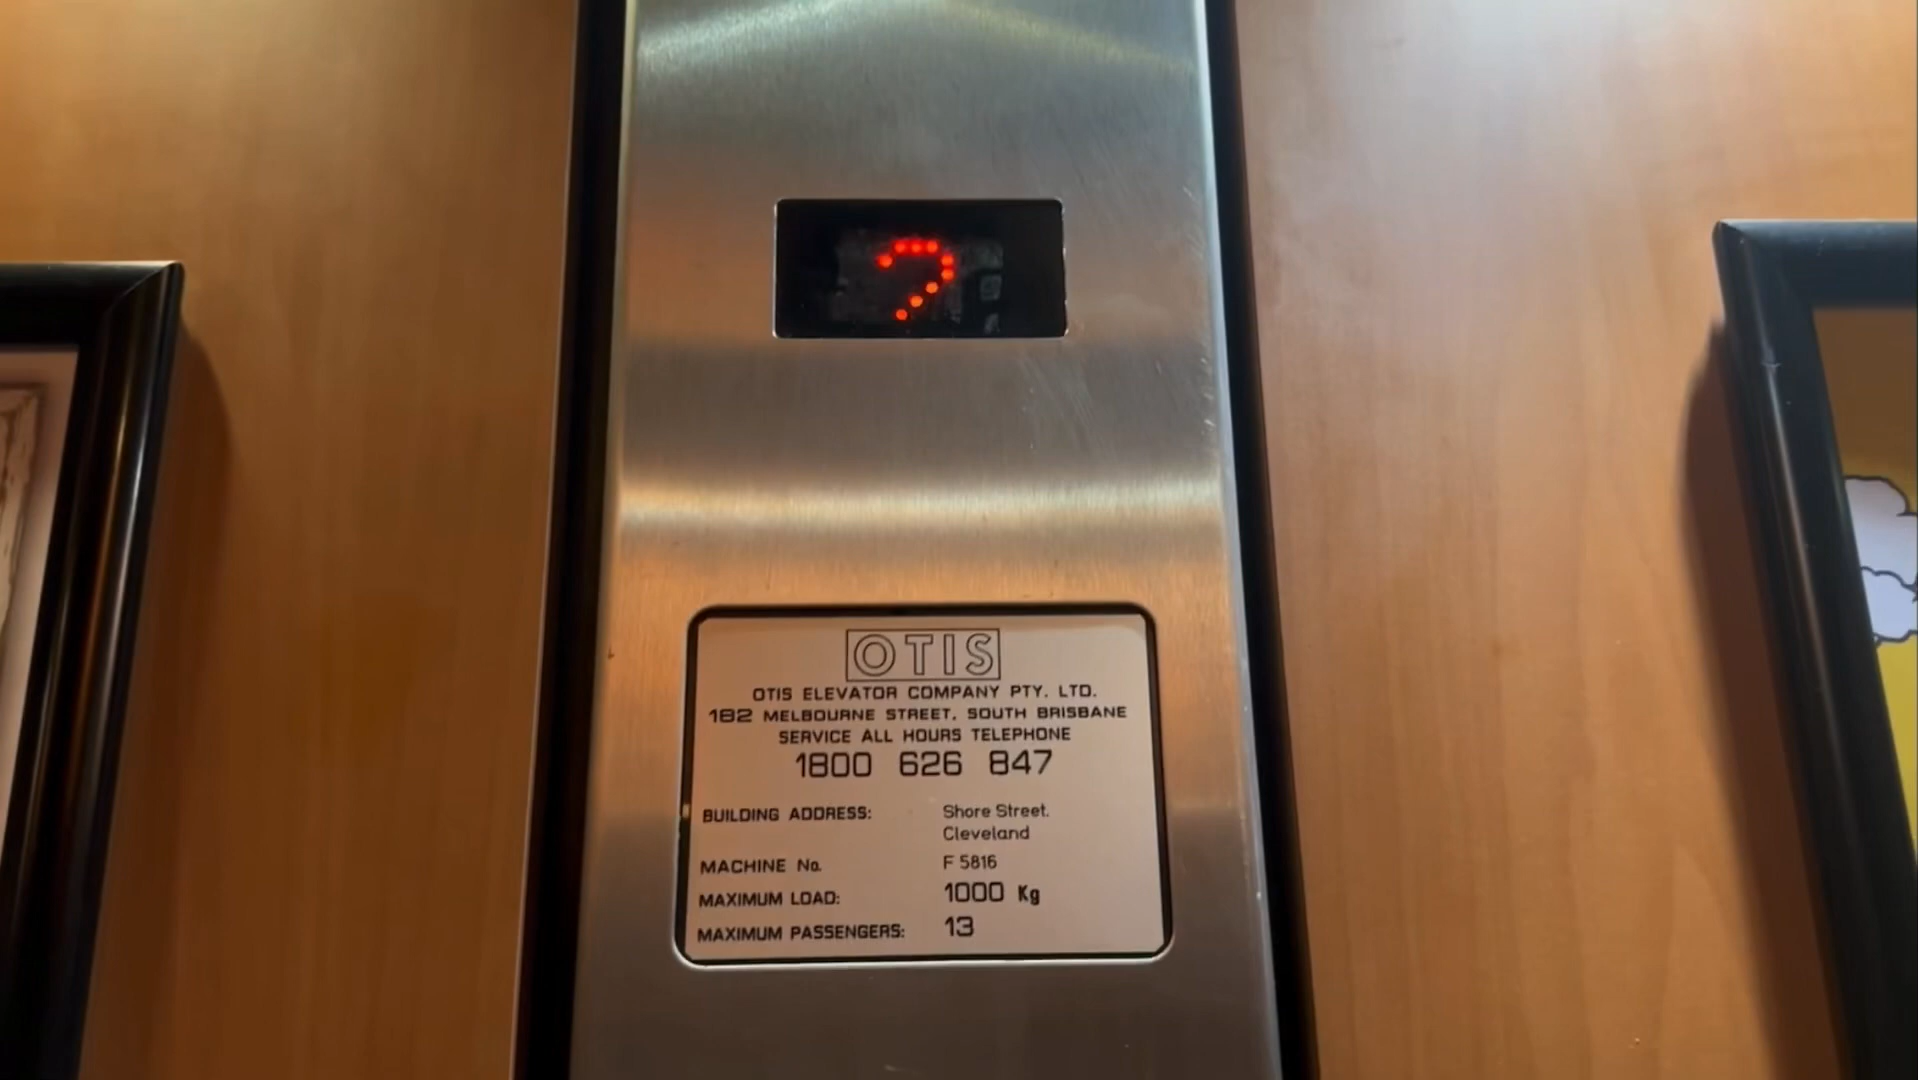 OTIS
OTIS ELEVATOR COMPANY PTY. LTD.
182 MELBOURNE STREET, SOUTH BRISBANE
SERVICE ALL HOURS TELEPHONE
1800 626 847
BUILDING ADDRESS: Shore Street.
Cleveland
MACHINE No. F 5816
MAXIMUM LOAD: 1000 Kg
MAXIMUM PASSENGERS: 13